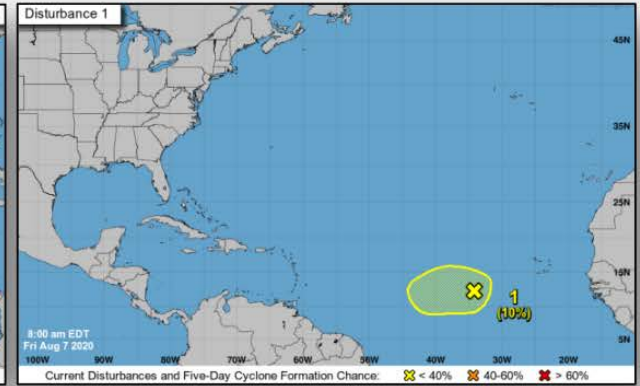 Disturbance 1
45N
35N
25N
15N
1
(10%)
8:00 am EDT
Fri Aug 7 2020
5N
100W 90W 80W 70W 60W 50W 40W 30W 20W
Current Disturbances and Five-Day Cyclone Formation Chance: < 40% 40-60% > 60%